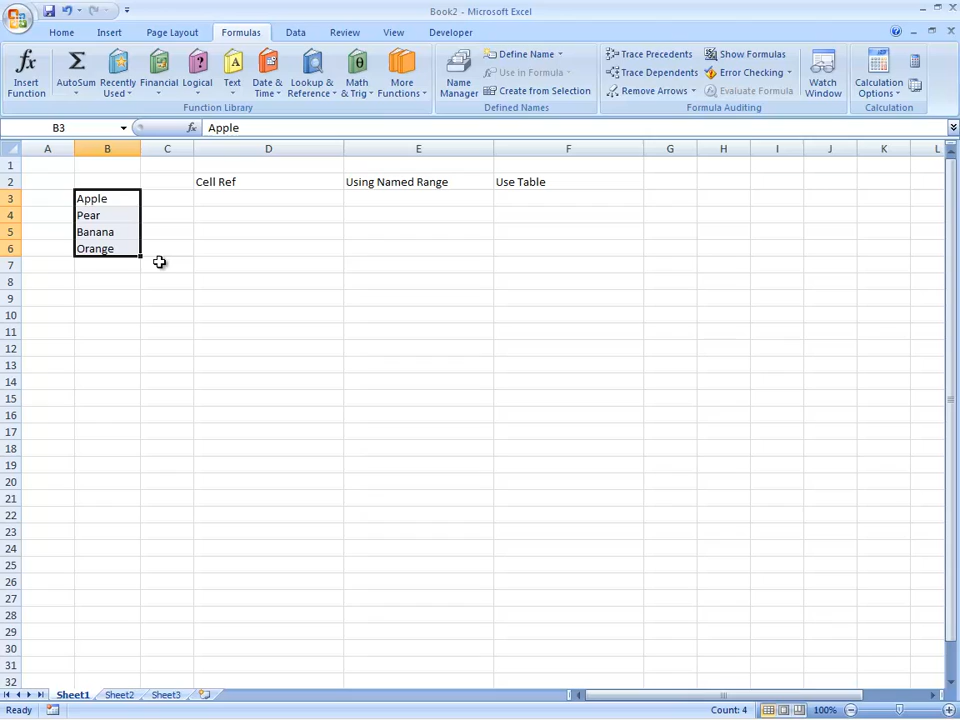 Book2 - Microsoft Excel
Home Insert Page Layout Formulas Data Review View Developer
fx Insert Function
Σ AutoSum
Recently Used
Financial
Logical
Text
Date & Time
Lookup & Reference
Math & Trig
More Functions
Function Library
Name Manager
Define Name
Use in Formula
Create from Selection
Defined Names
Trace Precedents
Trace Dependents
Remove Arrows
Show Formulas
Error Checking
Evaluate Formula
Formula Auditing
Watch Window
Calculation Options
Calculation
B3 fx Apple
A B C D E F G H I J K L
1
2 Cell Ref Using Named Range Use Table
3 Apple
4 Pear
5 Banana
6 Orange
7
8
9
10
11
12
13
14
15
16
17
18
19
20
21
22
23
24
25
26
27
28
29
30
31
32
Sheet1 Sheet2 Sheet3
Ready Count: 4 100%